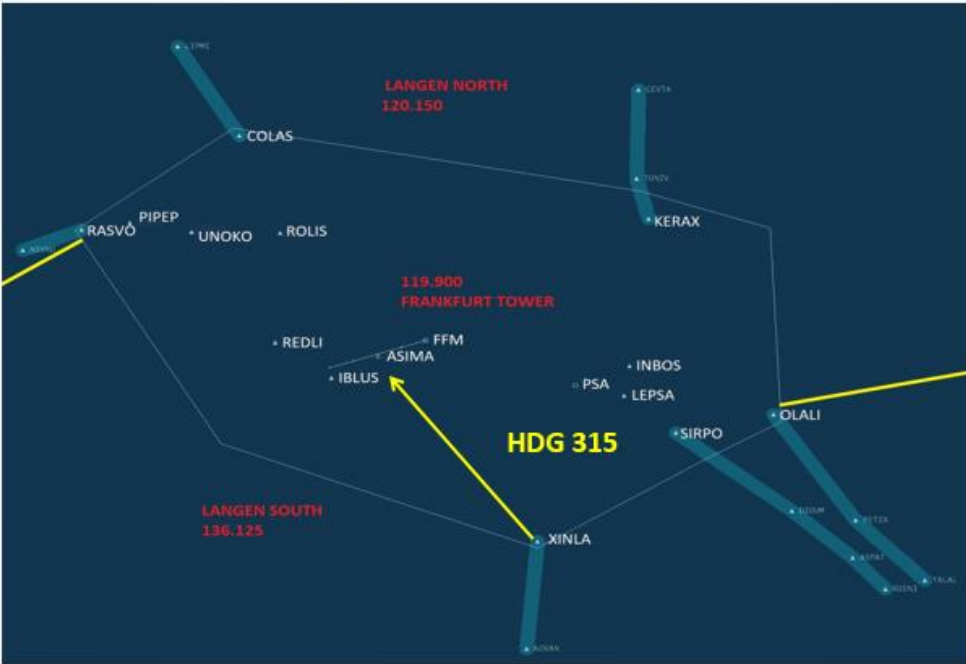 LANGEN NORTH
120.150
COLAS
KERAX
RASVO
PIPEP
UNOKO
ROLIS
119.900
FRANKFURT TOWER
FFM
REDLI
ASIMA
IBLUS
INBOS
PSA
LEPSA
OLALI
HDG 315
SIRPO
LANGEN SOUTH
136.125
XINLA